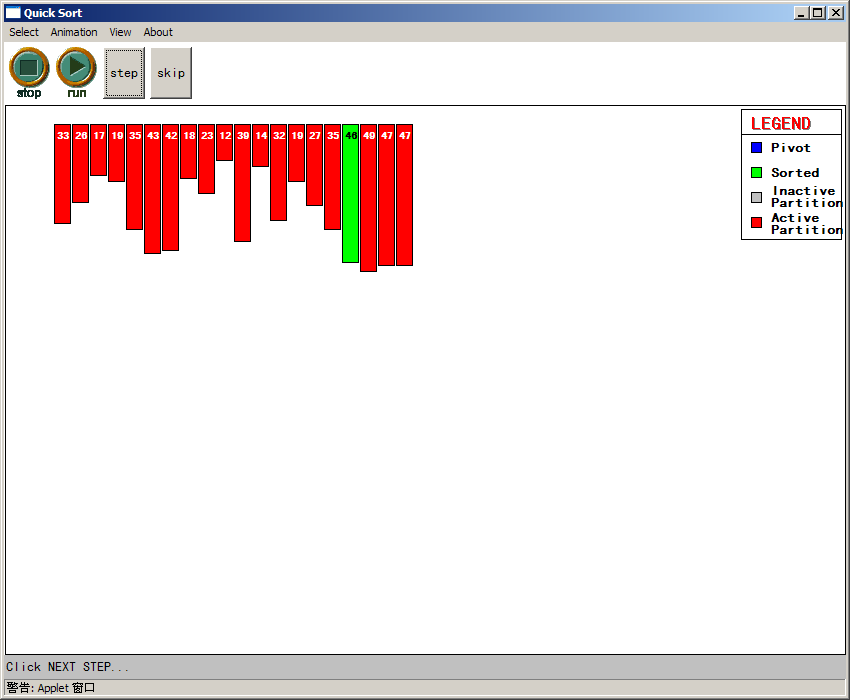 Quick Sort
Select Animation View About
stop run step skip
33 26 17 19 35 43 42 18 23 12 39 14 32 19 27 35 46 49 47 47
LEGEND
Pivot
Sorted
Inactive
Partition
Active
Partition
Click NEXT STEP...
警告: Applet 窗口